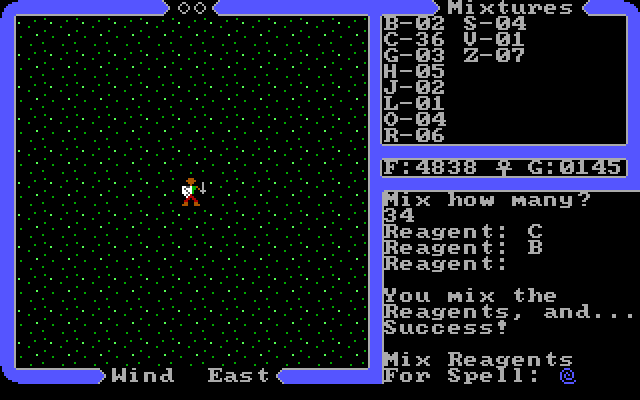 Mixtures
B-02 S-04
C-36 V-01
G-03 Z-07
H-05
J-02
L-01
O-04
R-06
F:4838 ♀ G:0145
Mix how many?
34
Reagent: C
Reagent: B
Reagent:
You mix the
Reagents, and...
Success!
Mix Reagents
For Spell:
Wind East